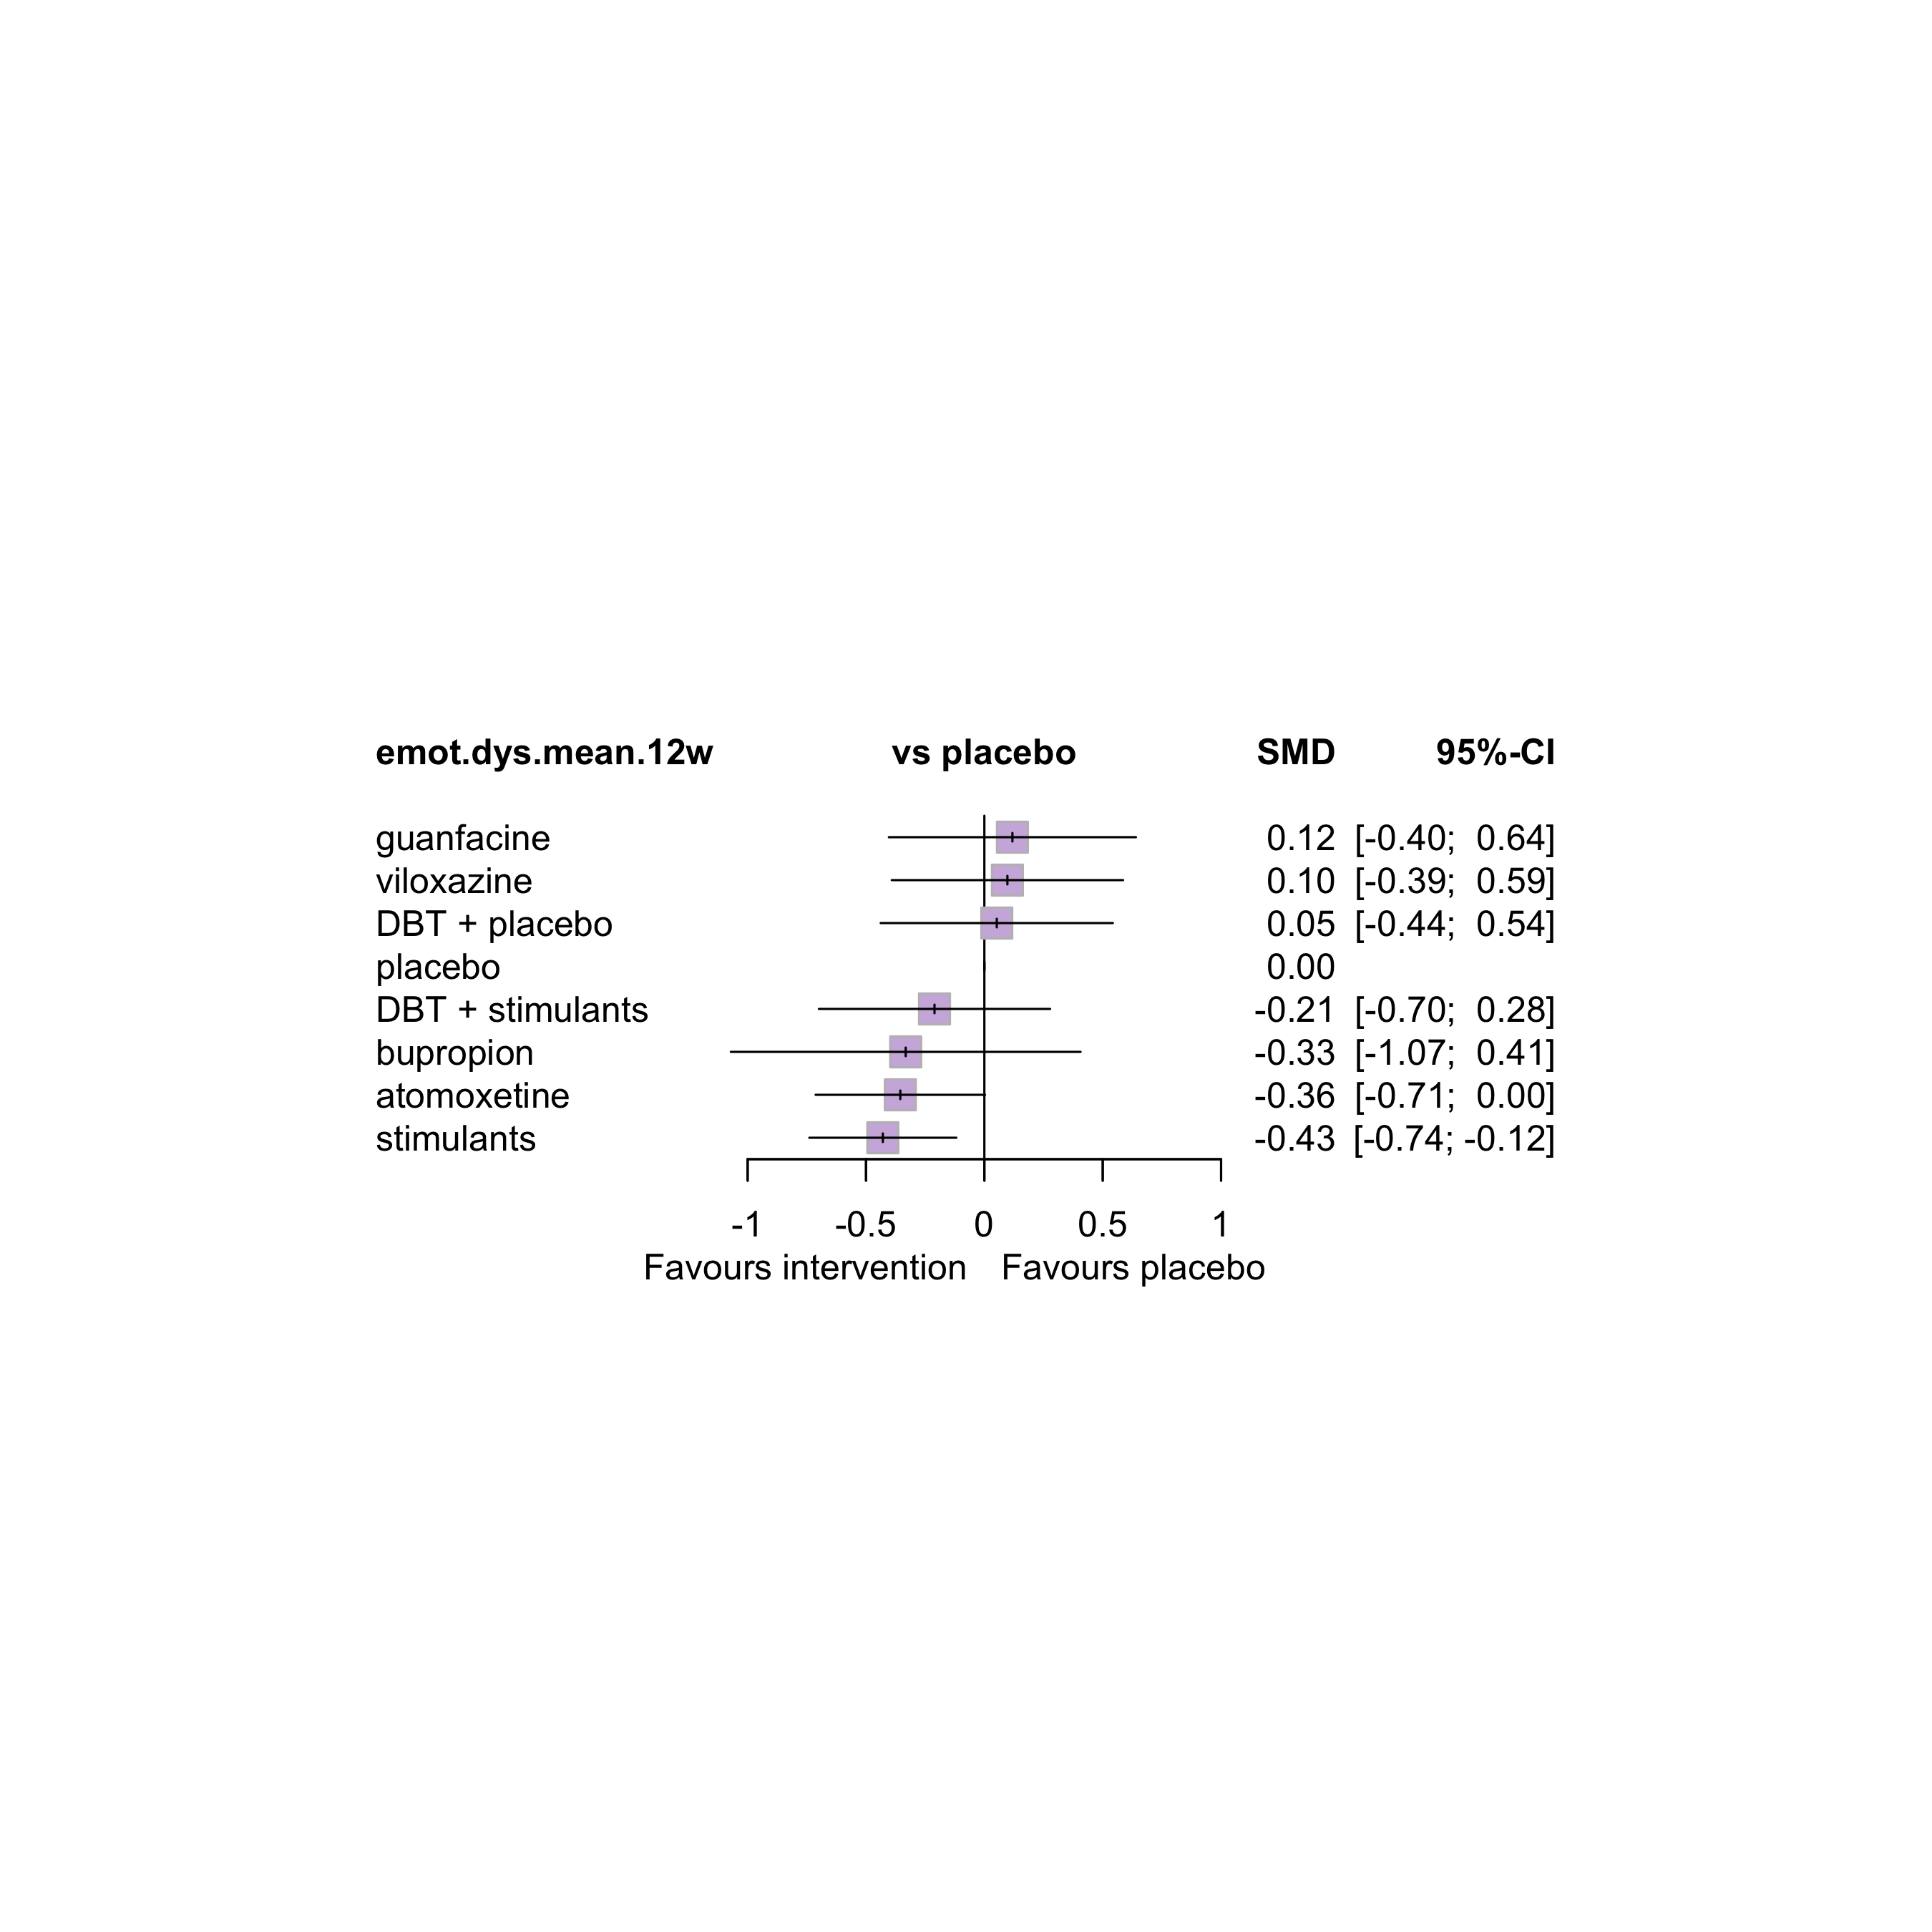 emot.dys.mean.12w vs placebo SMD 95%-CI
guanfacine 0.12 [-0.40; 0.64]
viloxazine 0.10 [-0.39; 0.59]
DBT + placebo 0.05 [-0.44; 0.54]
placebo 0.00
DBT + stimulants -0.21 [-0.70; 0.28]
bupropion -0.33 [-1.07; 0.41]
atomoxetine -0.36 [-0.71; 0.00]
stimulants -0.43 [-0.74; -0.12]
-1 -0.5 0 0.5 1
Favours intervention Favours placebo